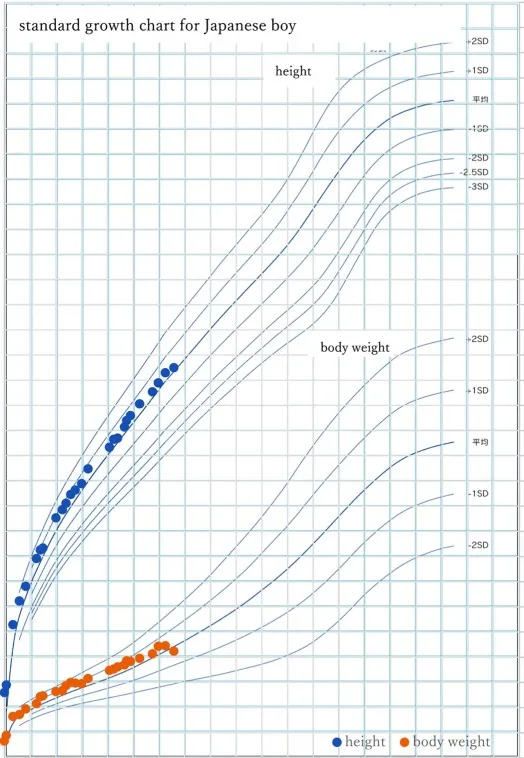 standard growth chart for Japanese boy
+2SD
height
+1SD
平均
-1SD
-2SD
-2.5SD
-3SD
body weight
+2SD
+1SD
平均
-1SD
-2SD
height
body weight